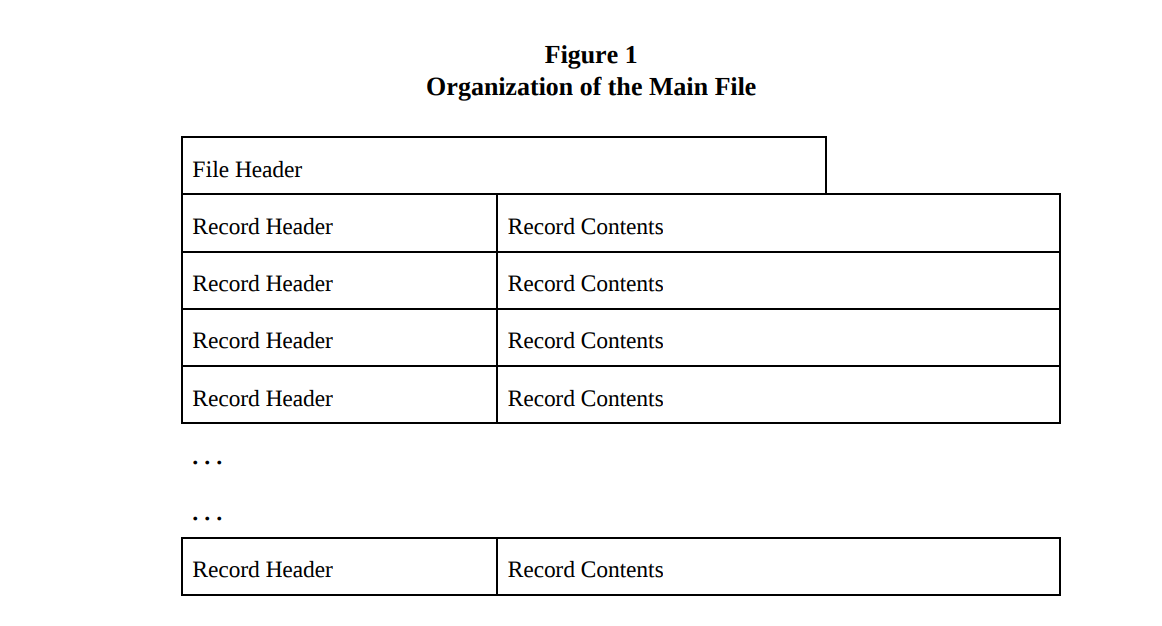 Figure 1
Organization of the Main File
File Header
Record Header Record Contents
Record Header Record Contents
Record Header Record Contents
Record Header Record Contents
. . .
. . .
Record Header Record Contents